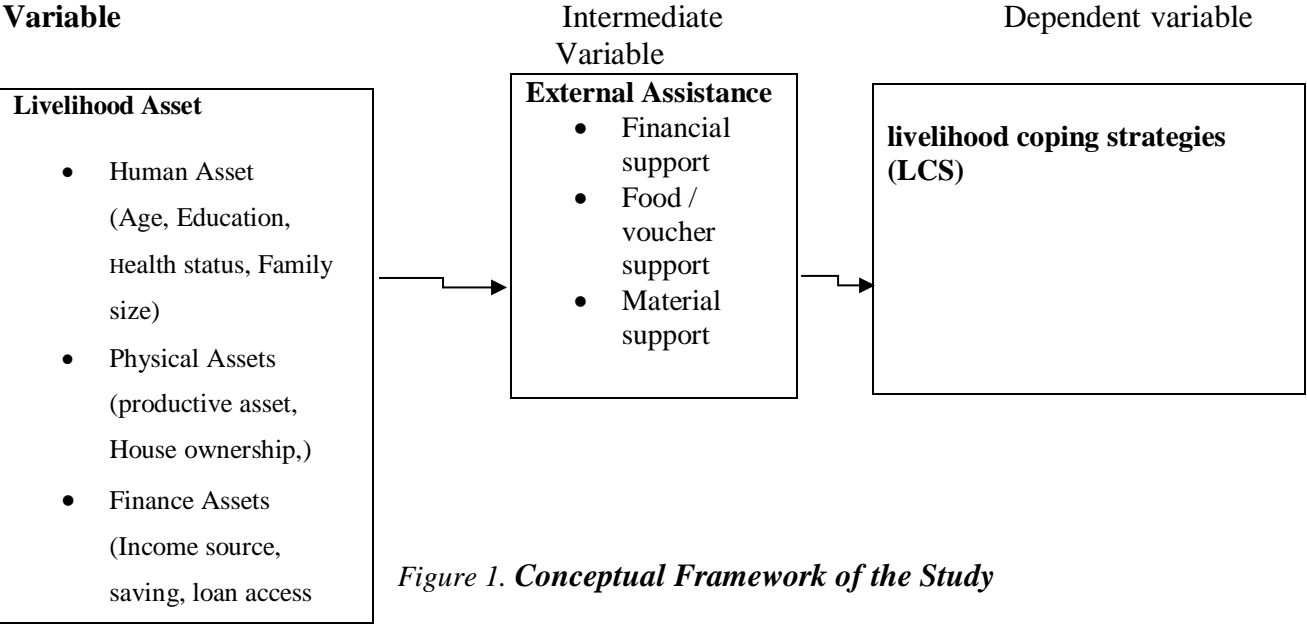 Variable
Intermediate
Variable
Dependent variable
Livelihood Asset
• Human Asset
(Age, Education,
Health status, Family
size)
• Physical Assets
(productive asset,
House ownership,)
• Finance Assets
(Income source,
saving, loan access
External Assistance
• Financial
support
• Food /
voucher
support
• Material
support
livelihood coping strategies
(LCS)
Figure 1. Conceptual Framework of the Study